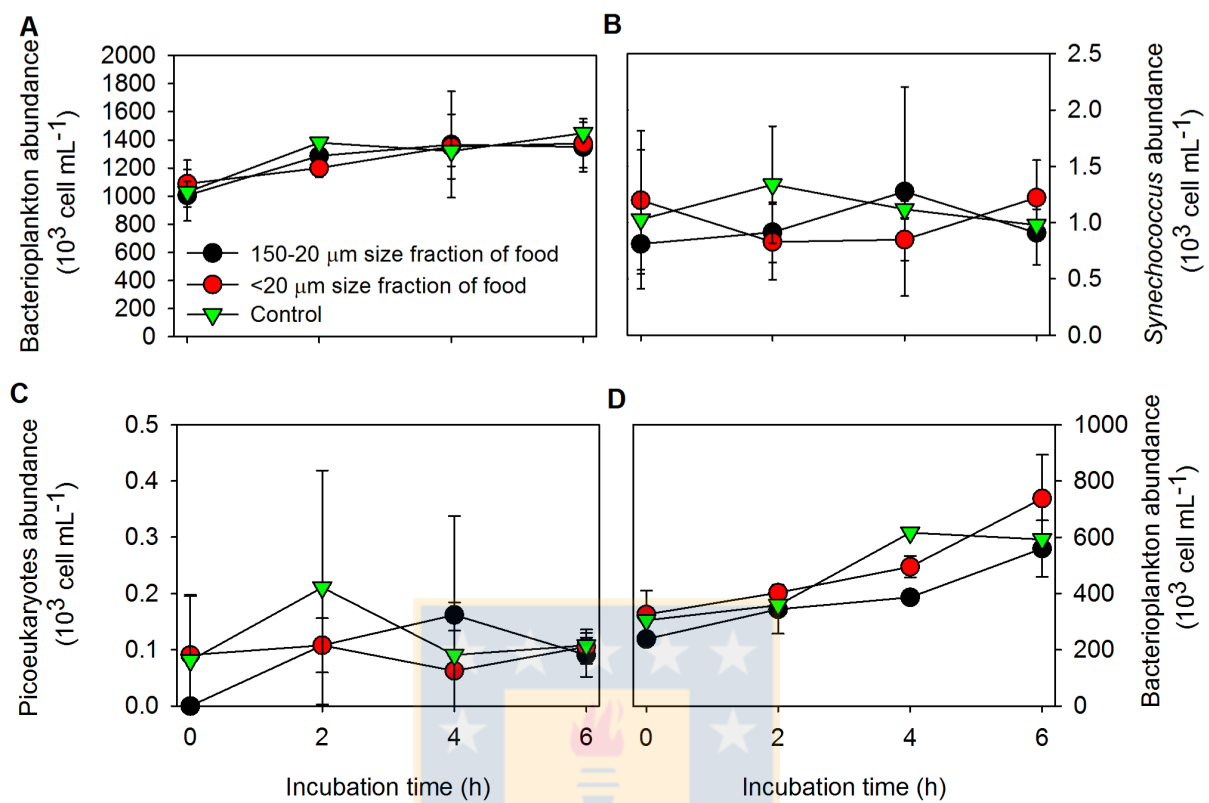 A
B
Bacterioplankton abundance
(10³ cell mL⁻¹)
2000
1800
1600
1400
1200
1000
800
600
400
200
0
150-20 μm size fraction of food
<20 μm size fraction of food
Control
2.5
2.0
1.5
1.0
0.5
0.0
Synechococcus abundance
(10³ cell mL⁻¹)
C
D
Picoeukaryotes abundance
(10³ cell mL⁻¹)
0.5
0.4
0.3
0.2
0.1
0.0
0 2 4 6
Incubation time (h)
1000
800
600
400
200
0
Bacterioplankton abundance
(10³ cell mL⁻¹)
0 2 4 6
Incubation time (h)